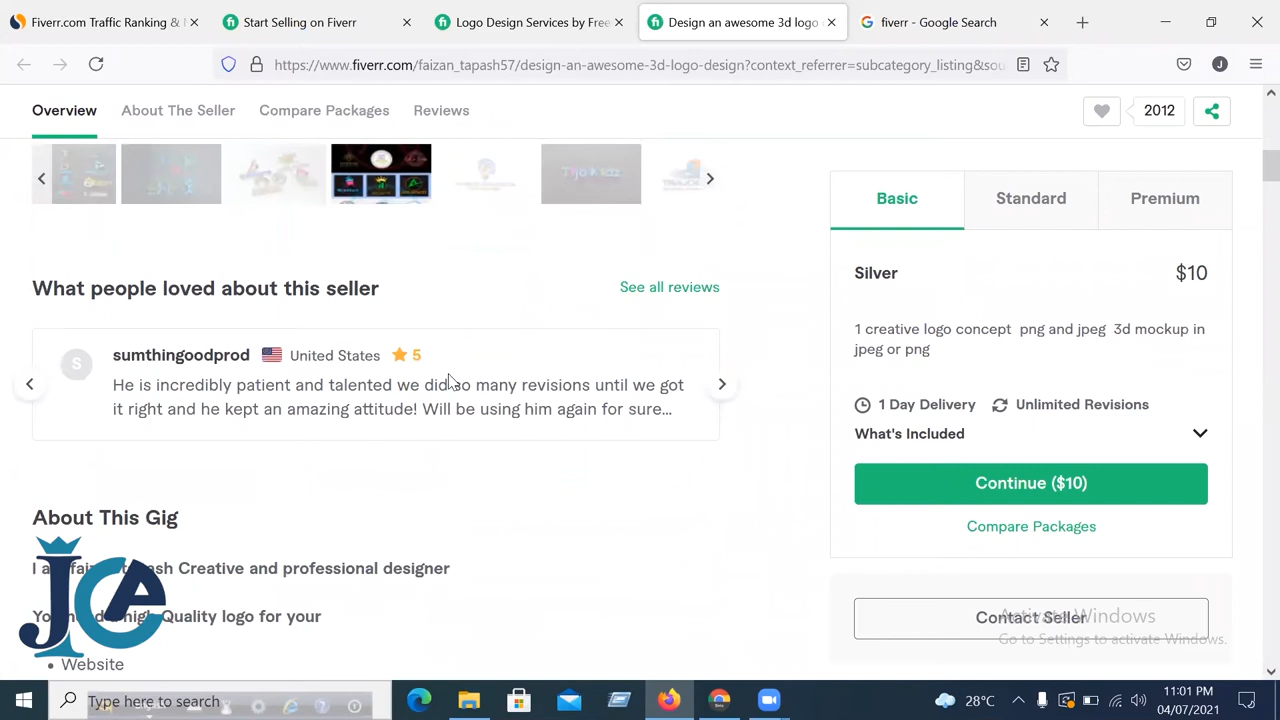 Fiverr.com Traffic Ranking &
Start Selling on Fiverr
Logo Design Services by Free
Design an awesome 3d logo
fiverr - Google Search
https://www.fiverr.com/faizan_tapash57/design-an-awesome-3d-logo-design?context_referrer=subcategory_listing&sou
J
Overview
About The Seller
Compare Packages
Reviews
2012
Basic
Standard
Premium
What people loved about this seller
See all reviews
Silver
$10
1 creative logo concept png and jpeg 3d mockup in
jpeg or png
S
sumthingoodprod
United States
5
He is incredibly patient and talented we did so many revisions until we got
it right and he kept an amazing attitude! Will be using him again for sure...
1 Day Delivery
Unlimited Revisions
What's Included
Continue ($10)
Compare Packages
About This Gig
Creative and professional designer
high Quality logo for your
• Website
JCA
Contact Seller
Activate Windows
Go to Settings to activate Windows.
Type here to search
28°C
11:01 PM
04/07/2021